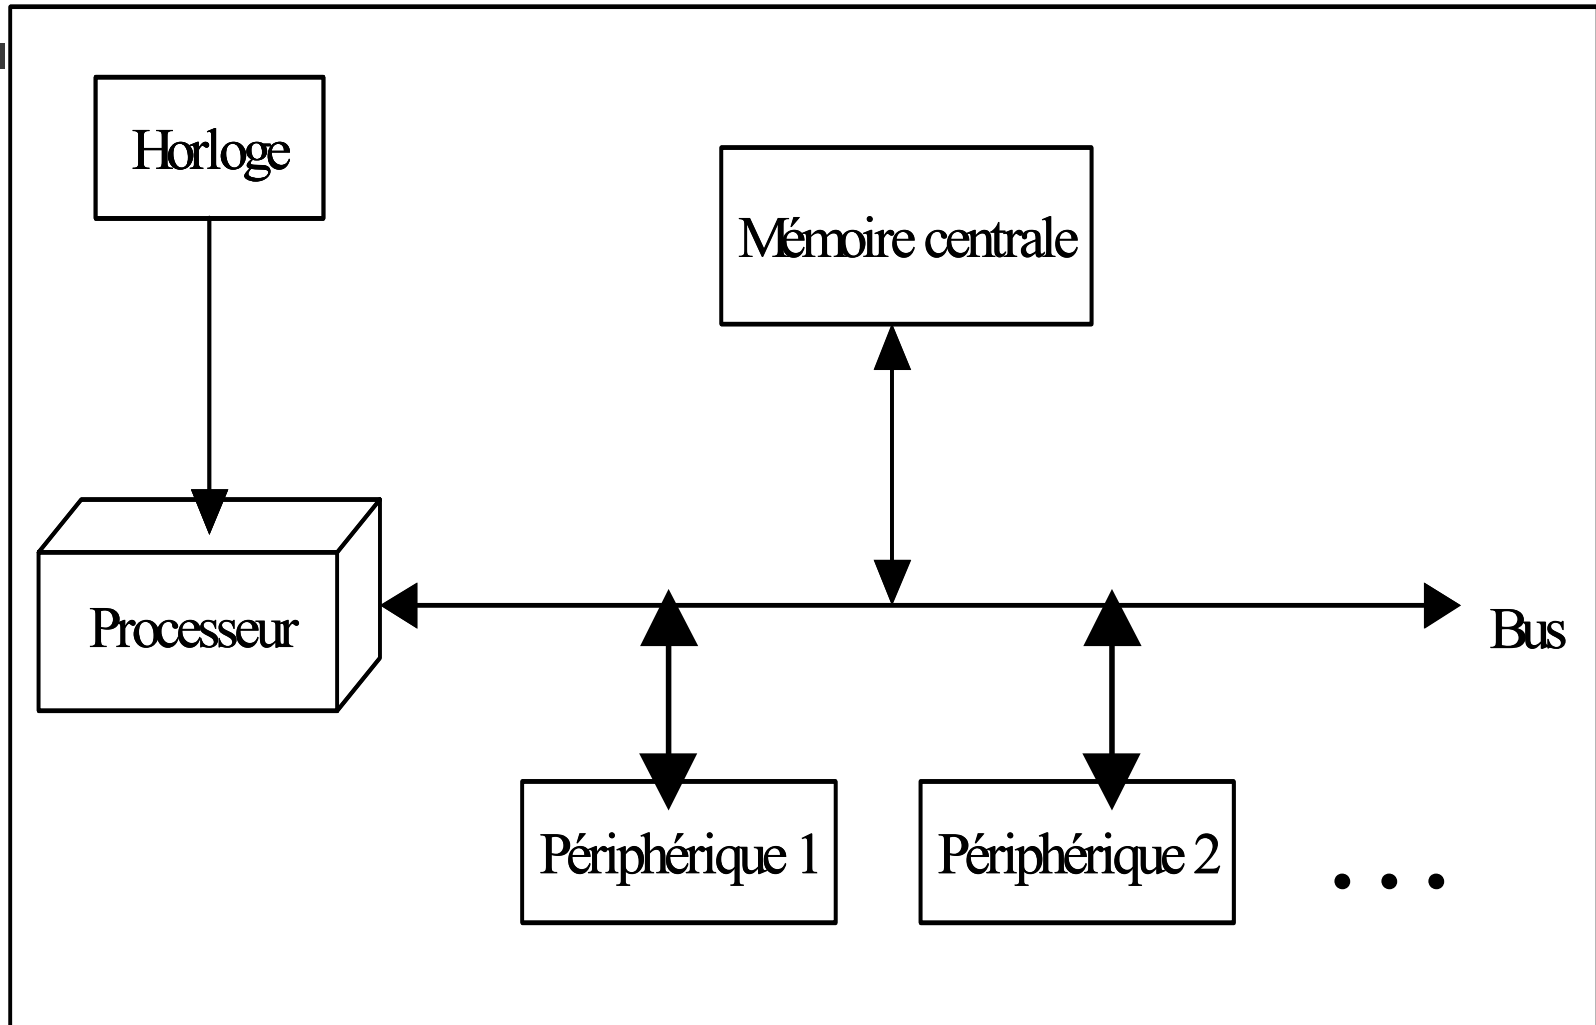 Horloge
Mémoire centrale
Processeur
Bus
Périphérique 1
Périphérique 2
. . .